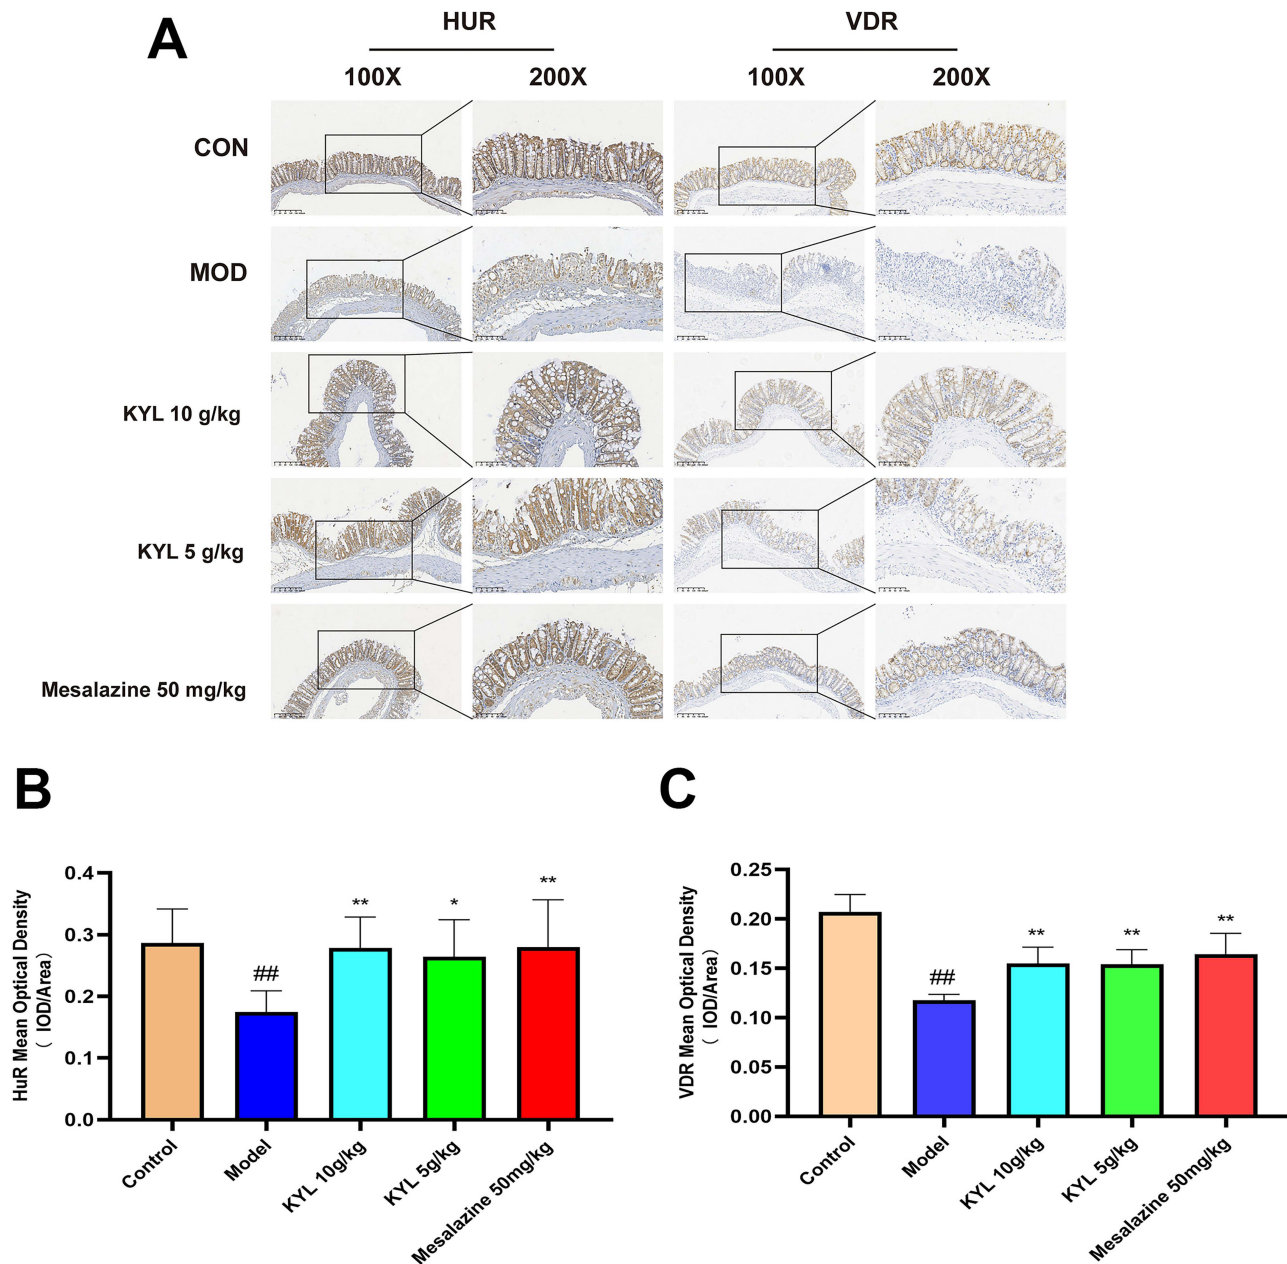 A
HUR
VDR
100X
200X
100X
200X
CON
MOD
KYL 10 g/kg
KYL 5 g/kg
Mesalazine 50 mg/kg
B
HuR Mean Optical Density
( IOD/Area)
0.4
0.3
0.2
0.1
0.0
##
**
*
**
Control
Model
KYL 10g/kg
KYL 5g/kg
Mesalazine 50mg/kg
C
VDR Mean Optical Density
( IOD/Area)
0.25
0.20
0.15
0.10
0.05
0.00
##
**
**
**
Control
Model
KYL 10g/kg
KYL 5g/kg
Mesalazine 50mg/kg